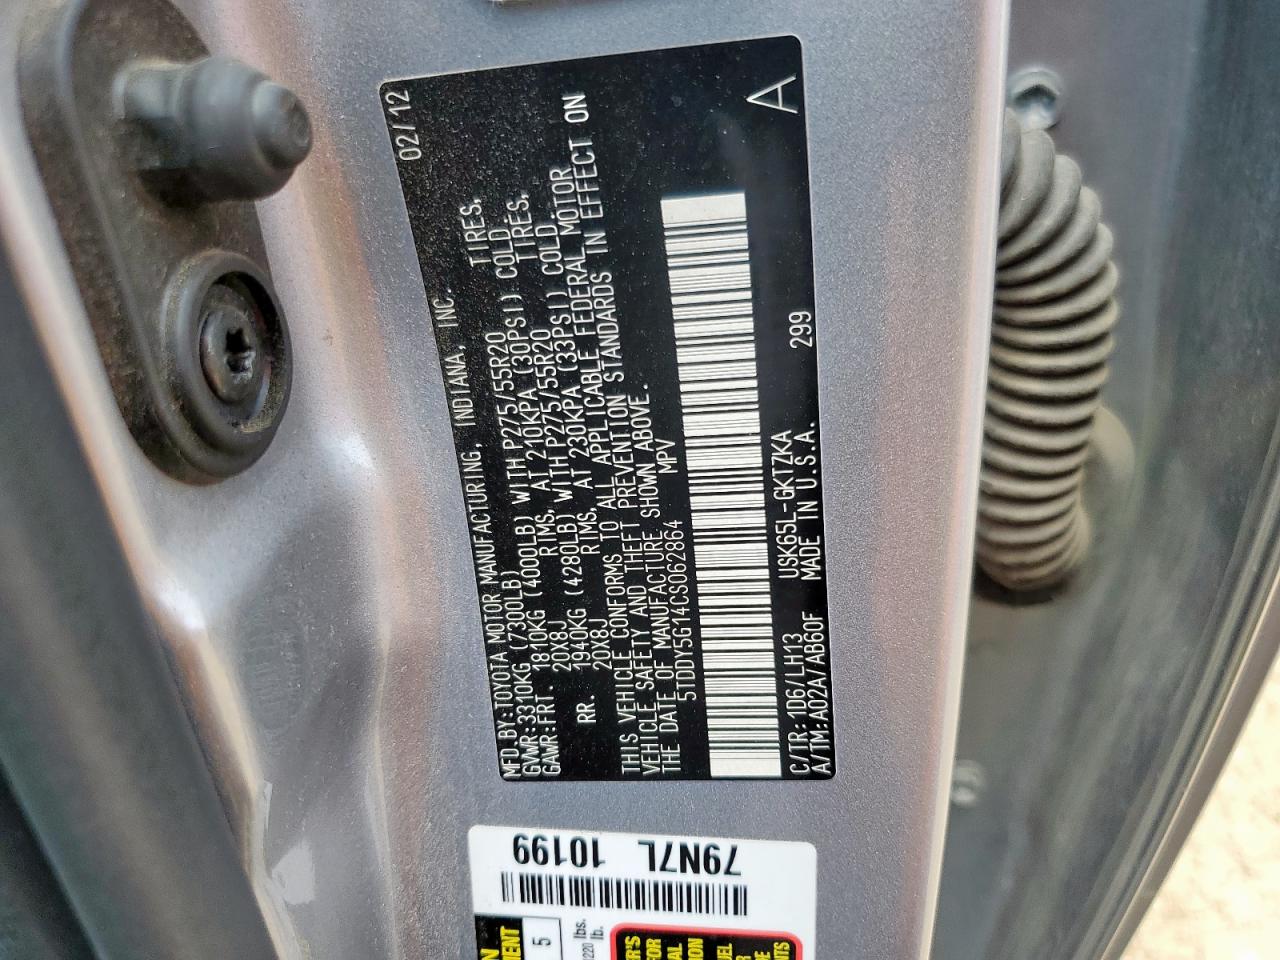 MFD.BY:TOYOTA MOTOR MANUFACTURING, INDIANA, INC. 02/12
GVWR:3310KG (7300LB)
GAWR:FRT. 1810KG (4000LB) WITH P275/55R20 TIRES,
20X8J RIMS, AT 210KPA (30PSI) COLD.
RR. 1940KG (4280LB) WITH P275/55R20 TIRES,
20X8J RIMS, AT 230KPA (33PSI) COLD.
THIS VEHICLE CONFORMS TO ALL APPLICABLE FEDERAL MOTOR
VEHICLE SAFETY AND THEFT PREVENTION STANDARDS IN EFFECT ON
THE DATE OF MANUFACTURE SHOWN ABOVE.
5TDDY5G14CS062864 MPV
A
C/TR:1D6/LH13 USK65L-GKTZKA 299
A/TM:A02A/AB60F MADE IN U.S.A.
79N7L
10199
5
lbs.
lb.